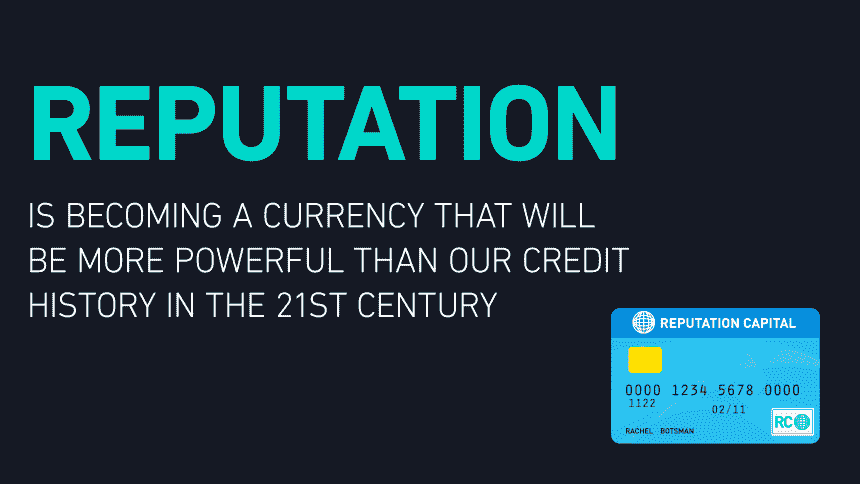 REPUTATION
IS BECOMING A CURRENCY THAT WILL
BE MORE POWERFUL THAN OUR CREDIT
HISTORY IN THE 21ST CENTURY
REPUTATION CAPITAL
0000 1234 5678 0000
1122
02/11
RC
RACHEL BOTSMAN